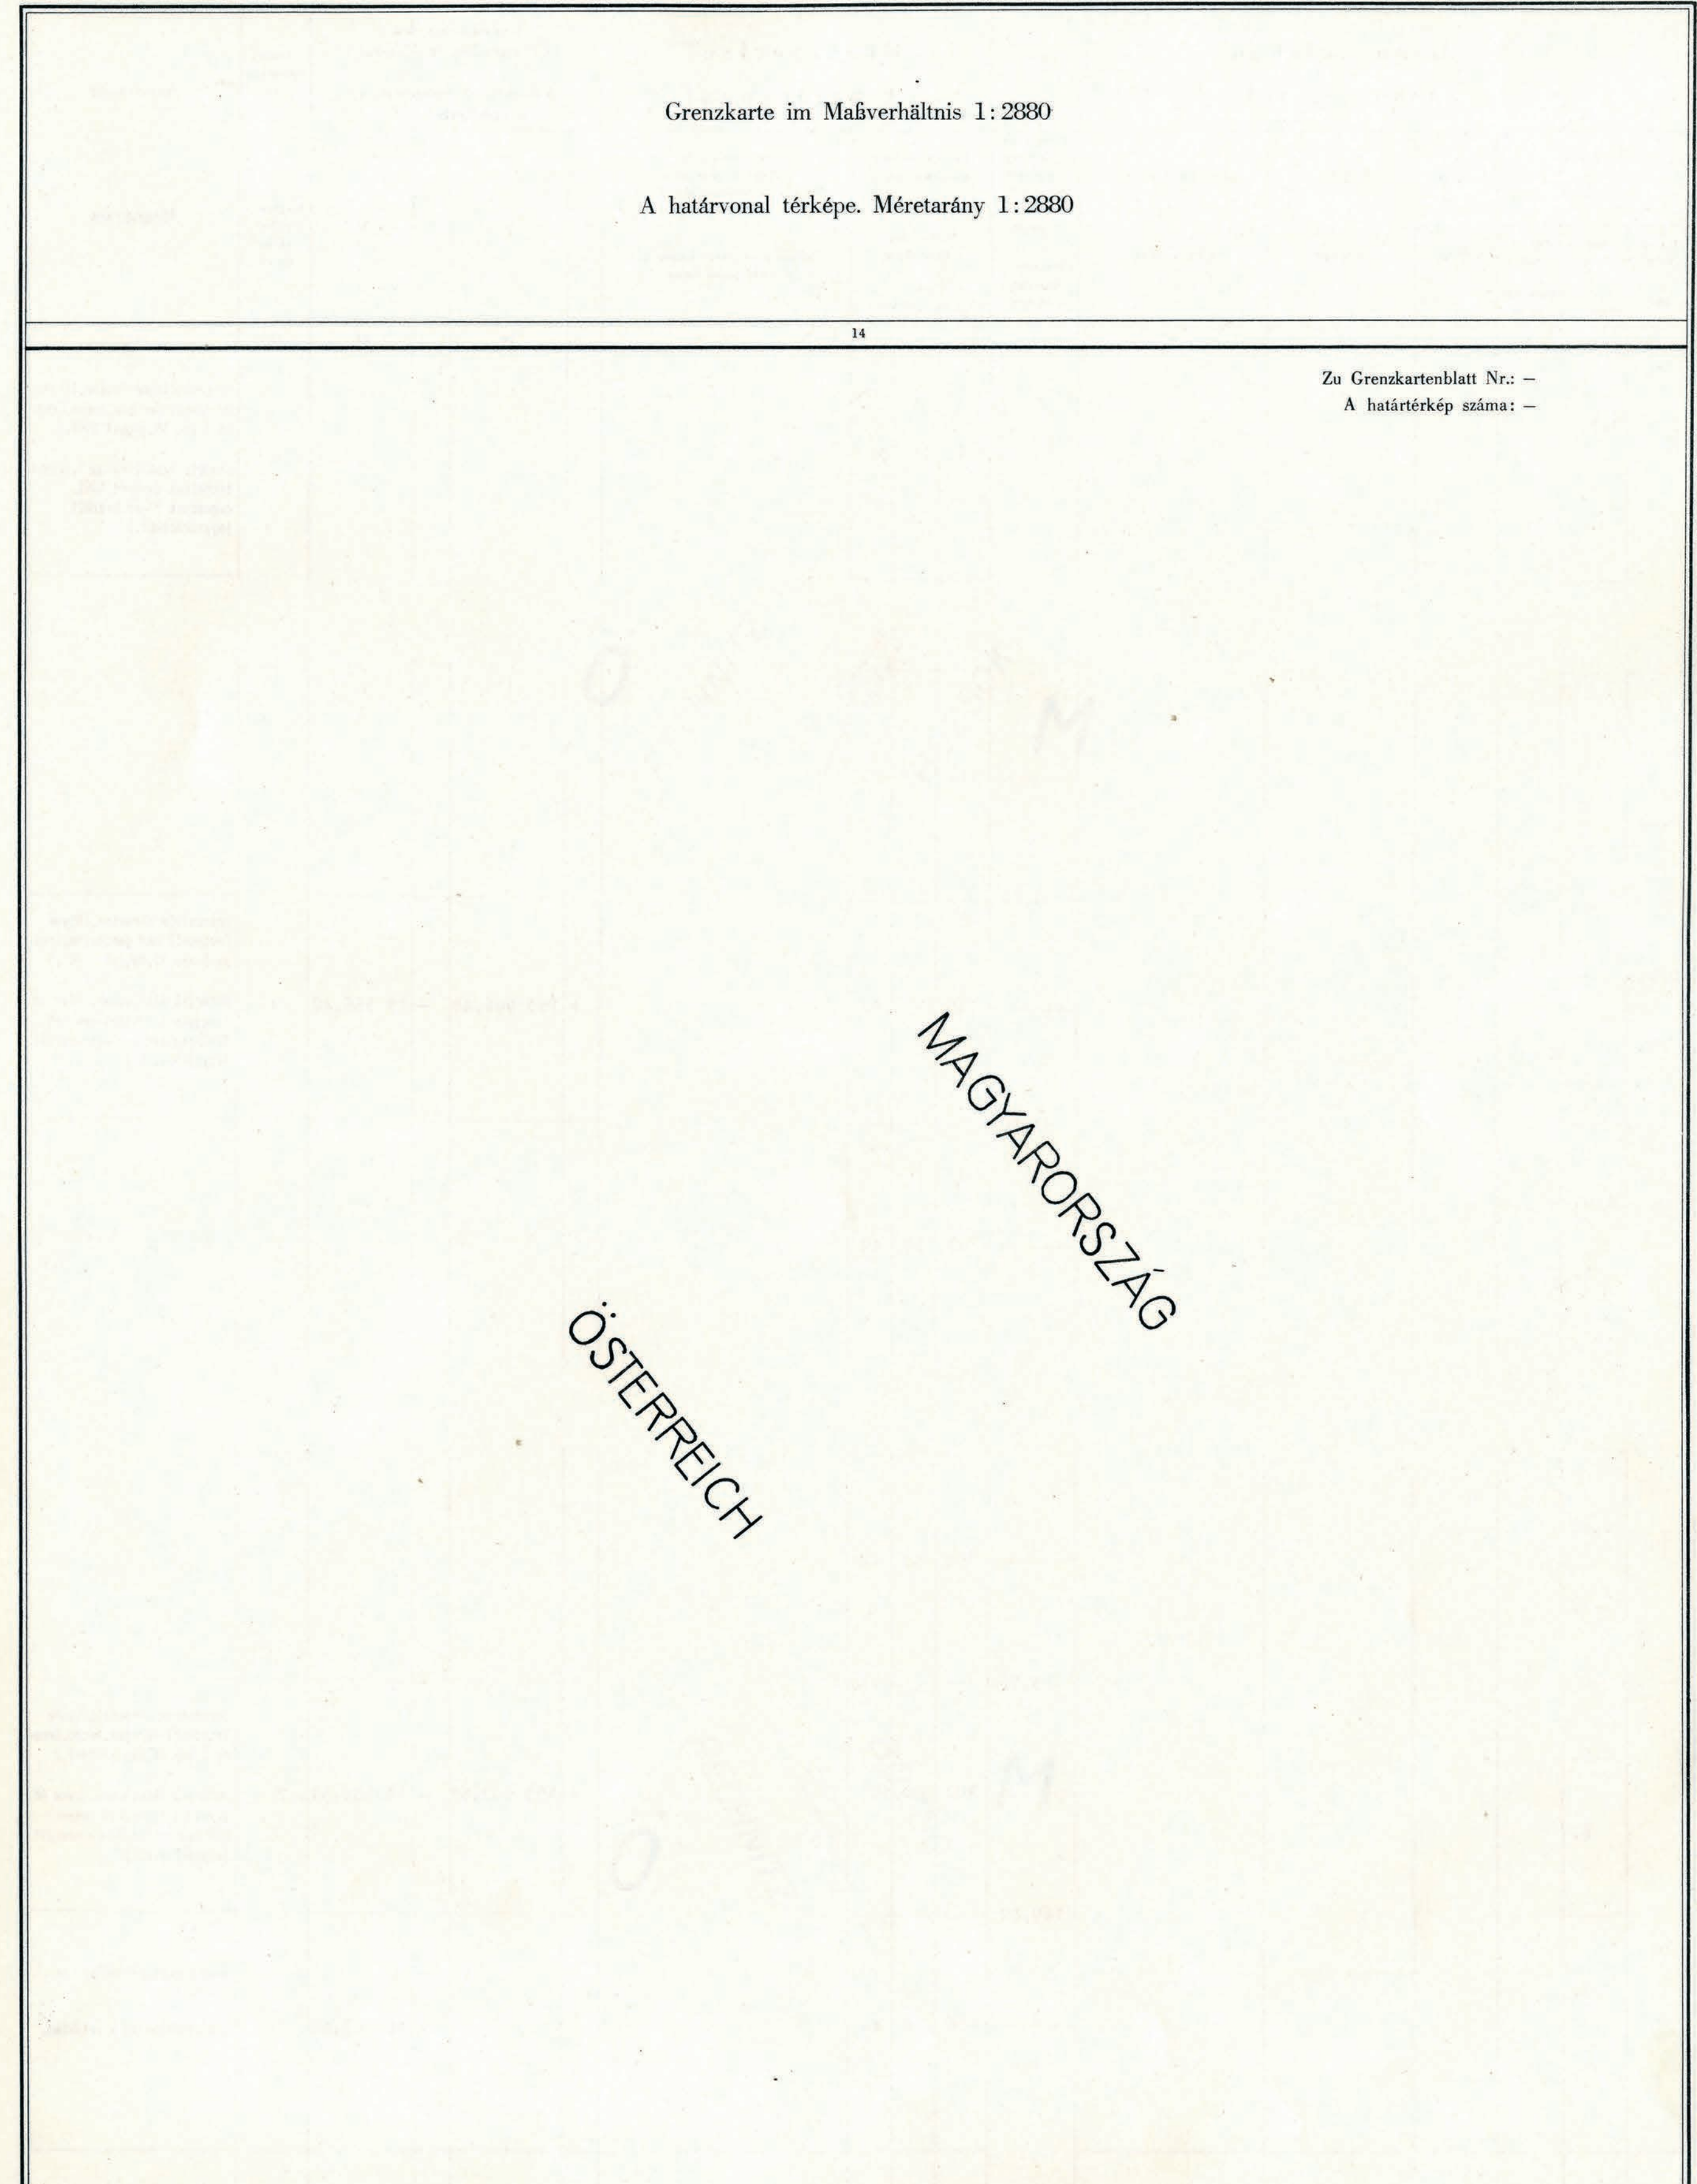 Grenzkarte im Maßverhältnis 1:2880
A határvonal térképe. Méretarány 1:2880
14
Zu Grenzkartenblatt Nr.: —
A határtérkép száma: —
MAGYARORSZÁG
ÖSTERREICH